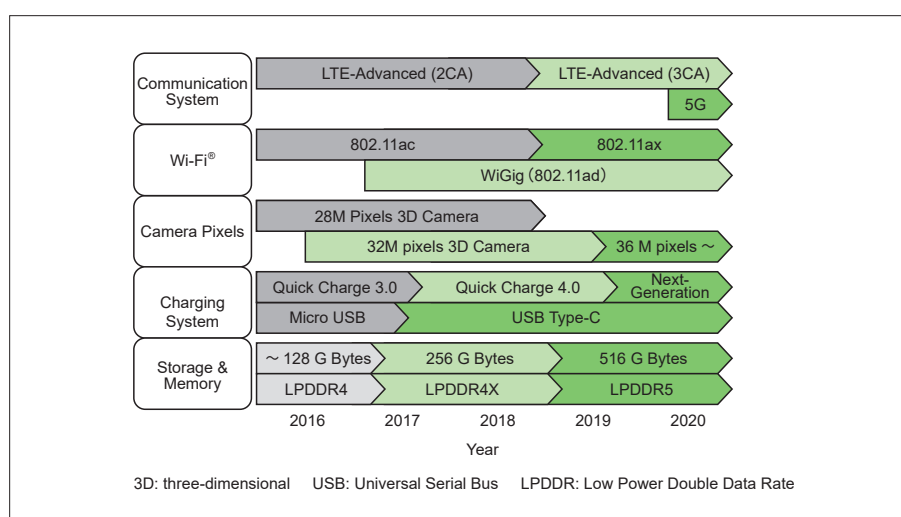 Communication
System
LTE-Advanced (2CA)
LTE-Advanced (3CA)
5G
Wi-Fi®
802.11ac
802.11ax
WiGig (802.11ad)
Camera Pixels
28M Pixels 3D Camera
32M pixels 3D Camera
36 M pixels ～
Charging
System
Quick Charge 3.0
Quick Charge 4.0
Next-
Generation
Micro USB
USB Type-C
Storage &
Memory
～ 128 G Bytes
256 G Bytes
516 G Bytes
LPDDR4
LPDDR4X
LPDDR5
2016 2017 2018 2019 2020
Year
3D: three-dimensional USB: Universal Serial Bus LPDDR: Low Power Double Data Rate